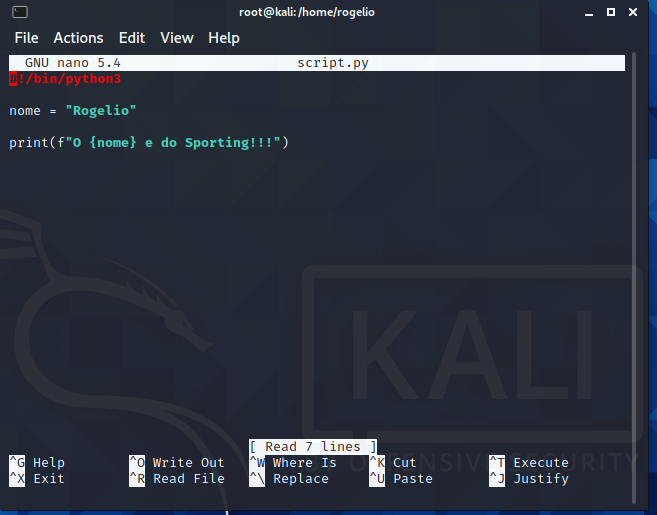 root@kali:/home/rogelio
File Actions Edit View Help
GNU nano 5.4 script.py
#!/bin/python3
nome = "Rogelio"
print(f"O {nome} e do Sporting!!!")
KALI
OFFENSIVE SECURITY
[ Read 7 lines ]
^G Help ^O Write Out ^W Where Is ^K Cut ^T Execute
^X Exit ^R Read File ^\ Replace ^U Paste ^J Justify